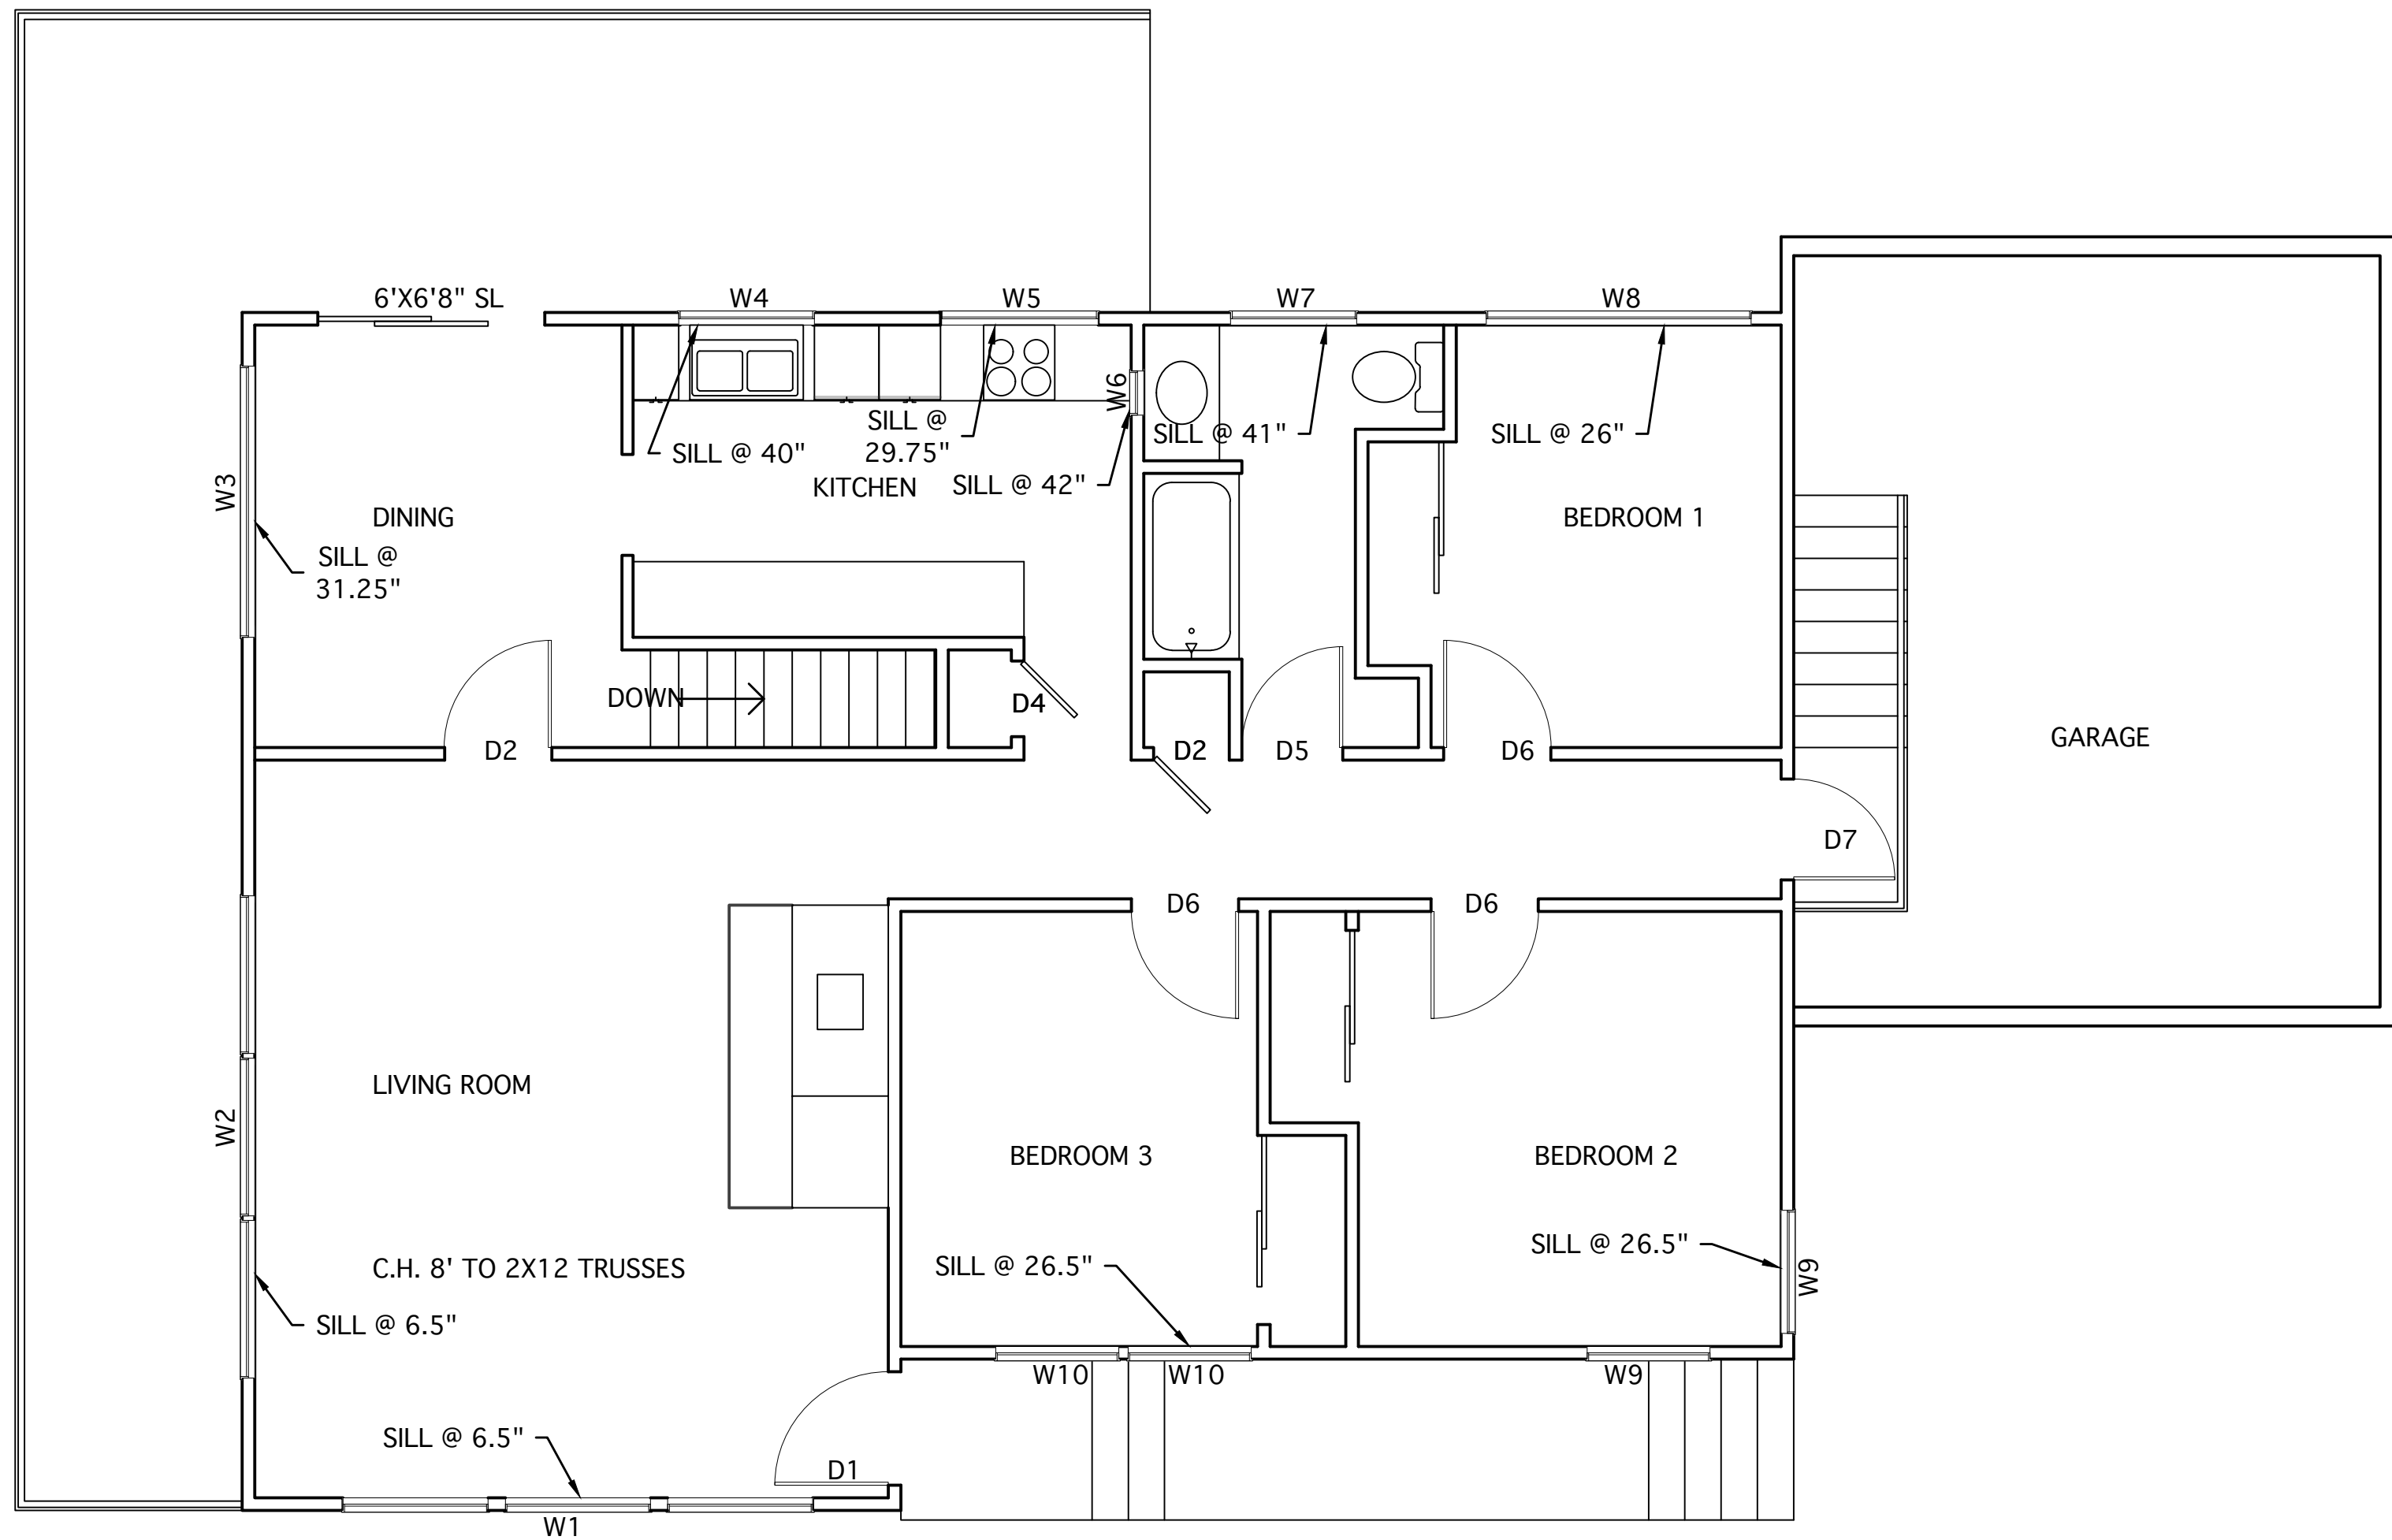 6'X6'8" SL
W4
W5
W7
W8
W6
SILL @
29.75"
SILL @ 41"
SILL @ 26"
SILL @ 40"
KITCHEN
SILL @ 42"
W3
DINING
BEDROOM 1
SILL @
31.25"
DOWN
D4
D2
D2
D5
D6
GARAGE
D7
D6
D6
LIVING ROOM
W2
BEDROOM 3
BEDROOM 2
SILL @ 26.5"
SILL @ 26.5"
W9
C.H. 8' TO 2X12 TRUSSES
SILL @ 6.5"
W10
W10
W9
SILL @ 6.5"
D1
W1